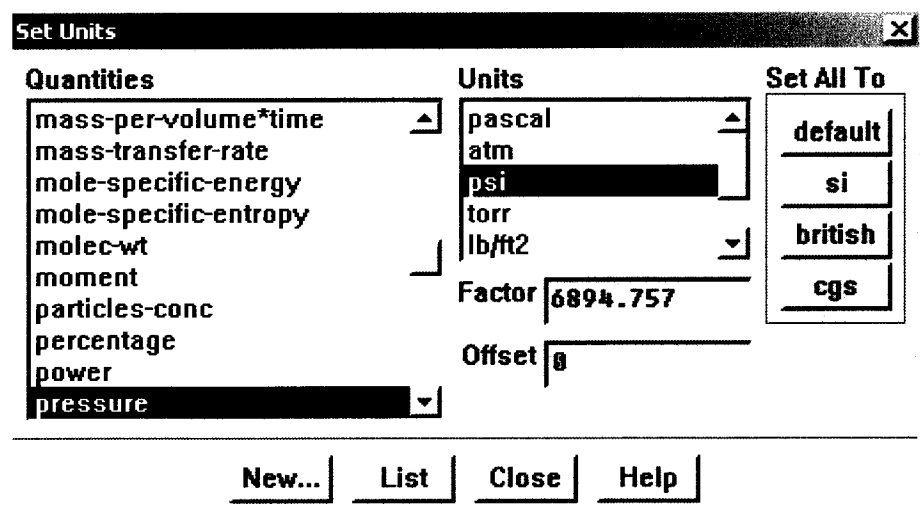 Set Units
Quantities
mass-per-volume*time
mass-transfer-rate
mole-specific-energy
mole-specific-entropy
molec-wt
moment
particles-conc
percentage
power
pressure
Units
pascal
atm
psi
torr
lb/ft2
Factor 6894.757
Offset 0
Set All To
default
si
british
cgs
New... List Close Help